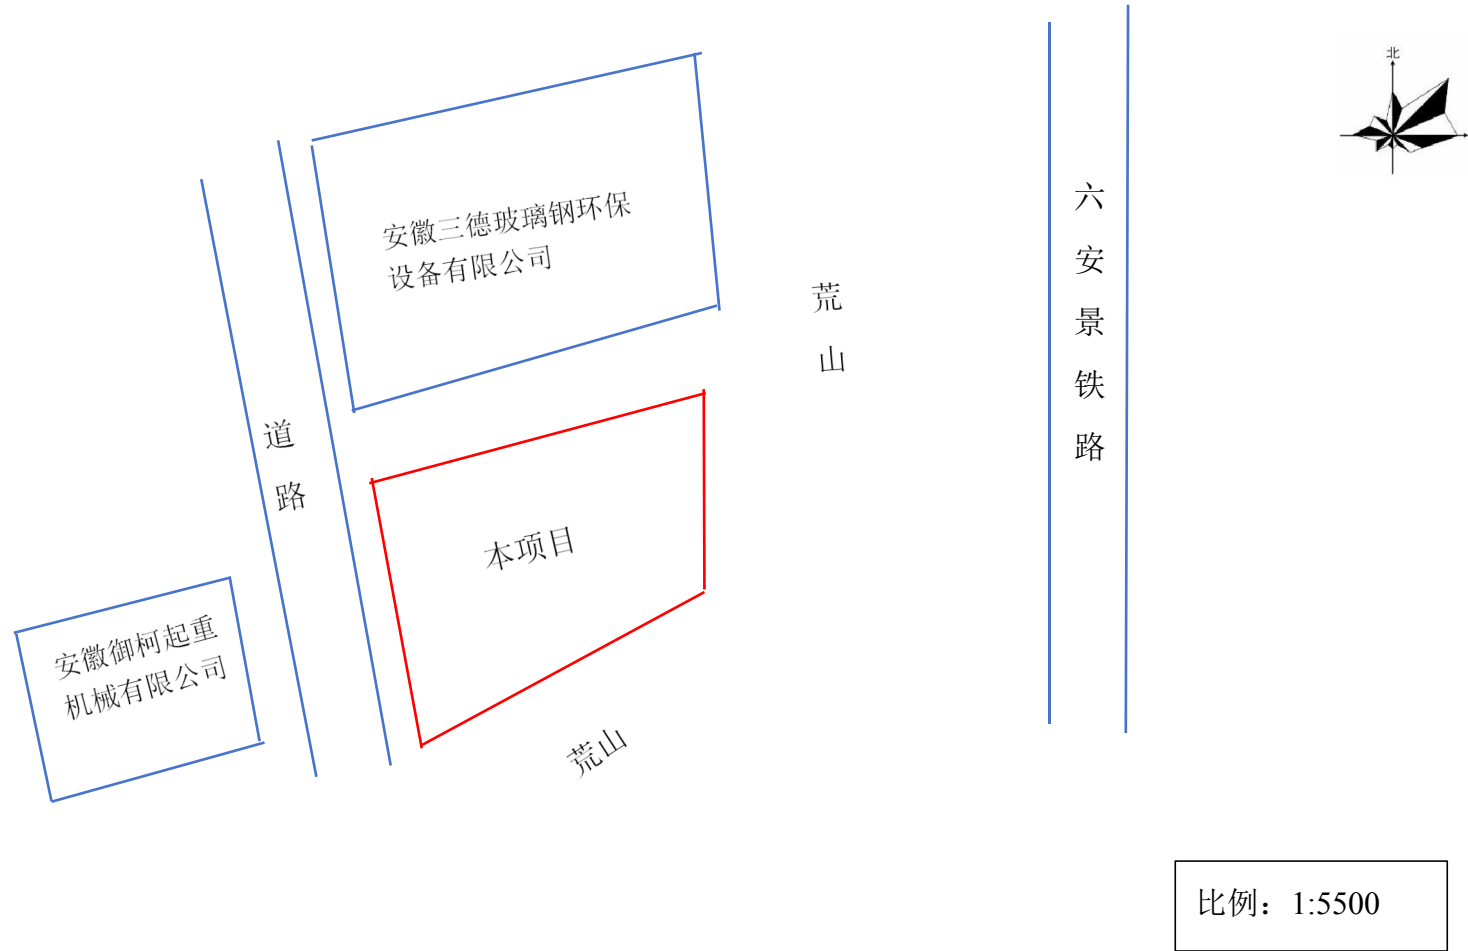 北
安徽三德玻璃钢环保
设备有限公司
荒
山
六
安
景
铁
路
道
路
本项目
安徽御柯起重
机械有限公司
荒山
比例：1:5500